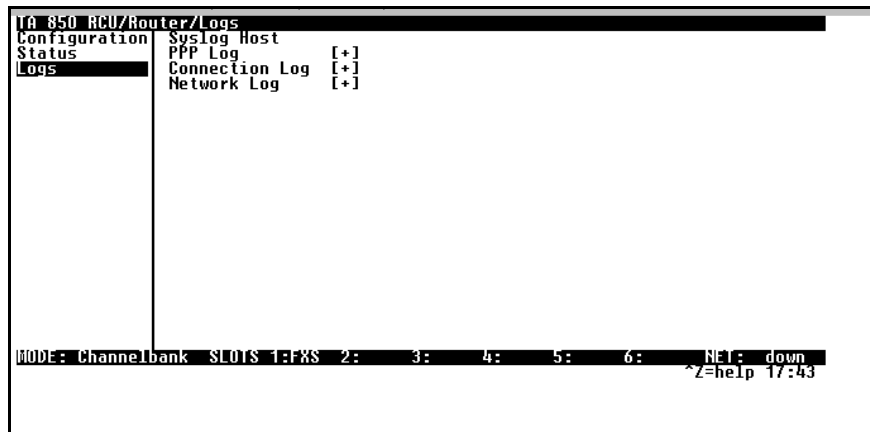 TA 850 RCU/Router/Logs
Configuration Syslog Host
Status PPP Log [+]
Logs Connection Log [+]
Network Log [+]
MODE: Channelbank SLOTS 1:FXS 2: 3: 4: 5: 6: NET: down
^Z=help 17:43